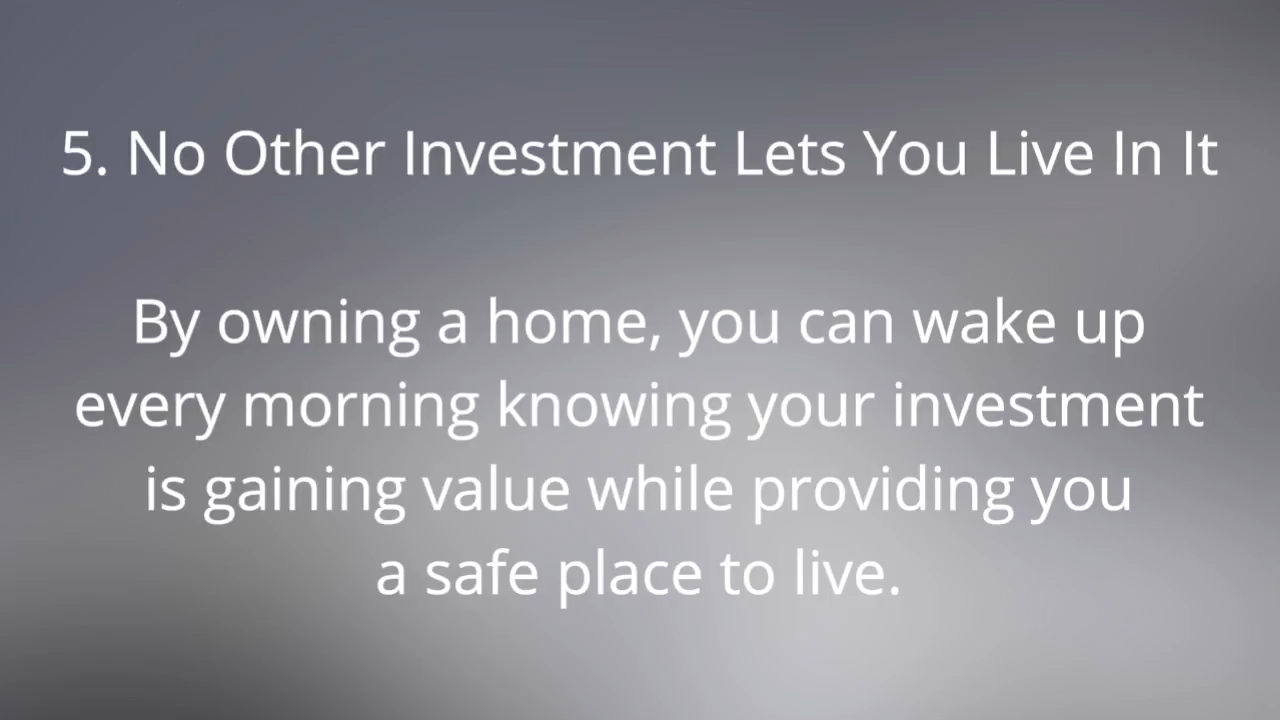 5. No Other Investment Lets You Live In It
By owning a home, you can wake up
every morning knowing your investment
is gaining value while providing you
a safe place to live.